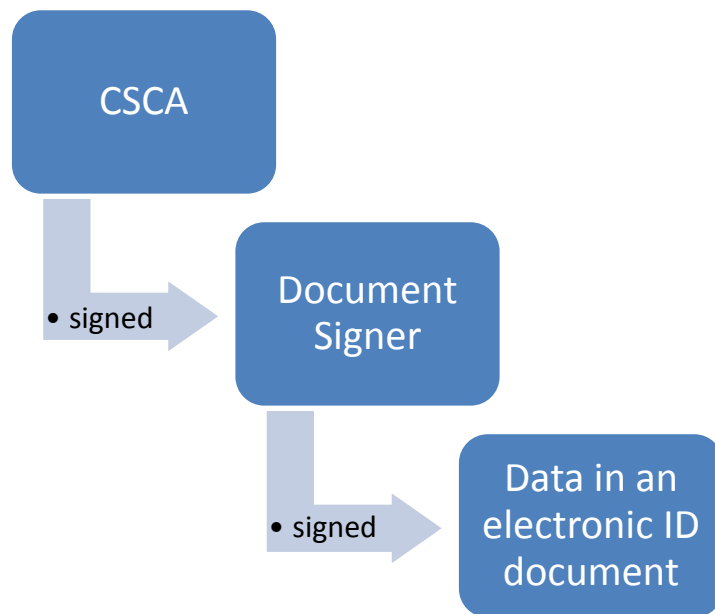 CSCA
• signed
Document
Signer
• signed
Data in an
electronic ID
document